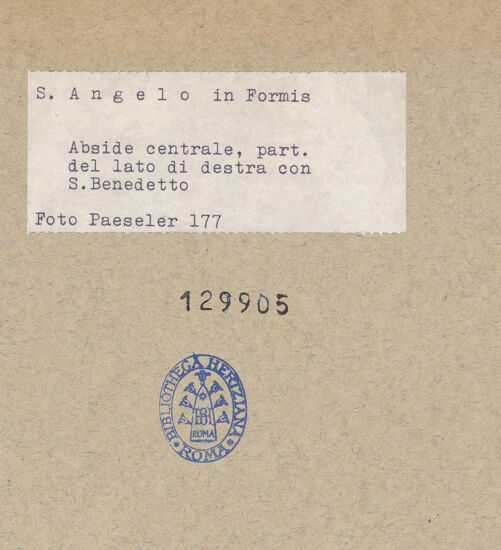 S. A n g e l o in Formis
Abside centrale, part.
del lato di destra con
S.Benedetto
Foto Paeseler 177
129905
BIBLIOTHECA HERTZIANA
BH
ROMA
* ROMA *